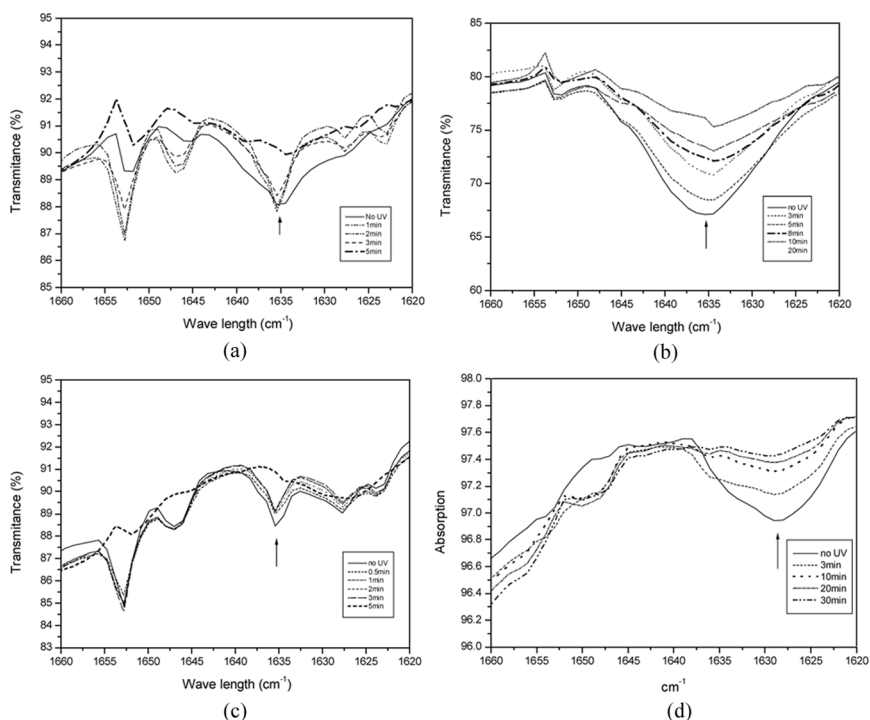 95
94
93
92
91
90
89
88
87
86
85
1660 1655 1650 1645 1640 1635 1630 1625 1620
Transmitance (%)
Wave length (cm-1)
No UV
1min
2min
3min
5min
(a)
85
80
75
70
65
60
1660 1655 1650 1645 1640 1635 1630 1625 1620
Transmitance (%)
Wave length (cm-1)
no UV
3min
5min
8min
10min
20min
(b)
95
94
93
92
91
90
89
88
87
86
85
84
83
1660 1655 1650 1645 1640 1635 1630 1625 1620
Transmitance (%)
Wave length (cm-1)
no UV
0.5min
1min
2min
3min
5min
(c)
98.0
97.8
97.6
97.4
97.2
97.0
96.8
96.6
96.4
96.2
96.0
1660 1655 1650 1645 1640 1635 1630 1625 1620
Absorption
cm-1
no UV
3min
10min
20min
30min
(d)